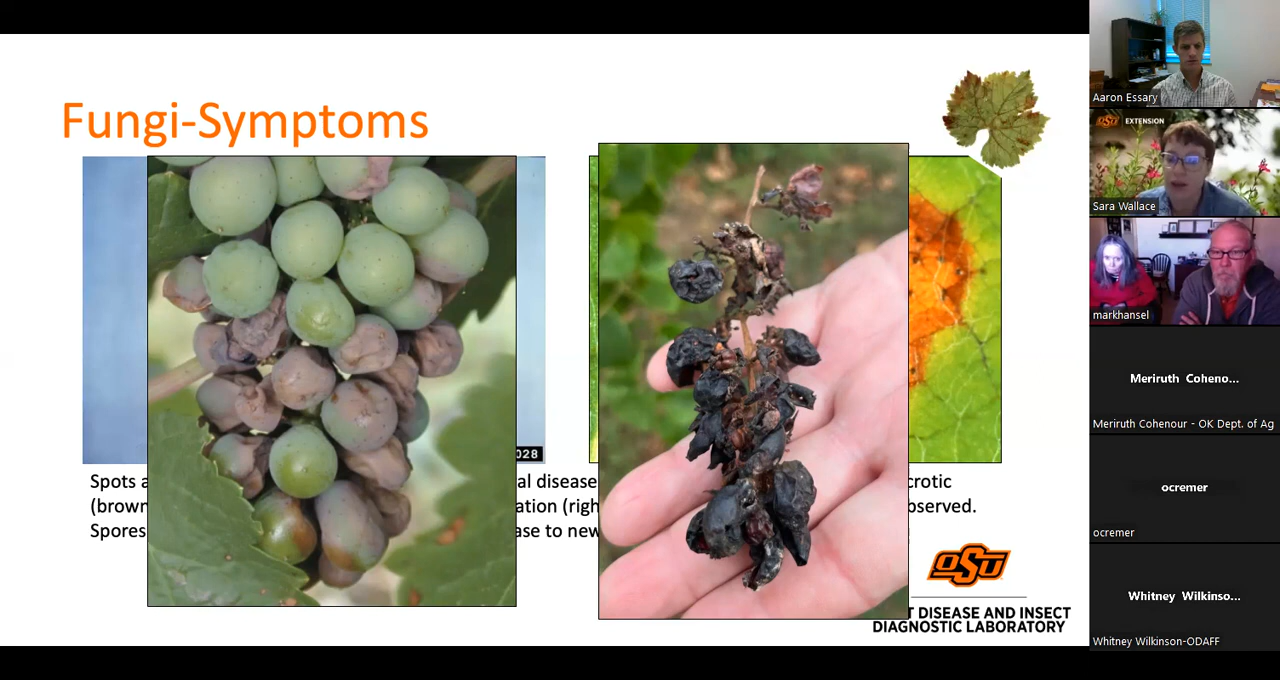 Fungi-Symptoms
028
Spots a
al disease
crotic
(brown
ation (righ
bserved.
Spores
ase to new
OSU
T DISEASE AND INSECT
DIAGNOSTIC LABORATORY
Aaron Essary
OSU EXTENSION
Sara Wallace
markhansel
Meriruth Coheno...
Meriruth Cohenour - OK Dept. of Ag
ocremer
ocremer
Whitney Wilkinso...
Whitney Wilkinson-ODAFF